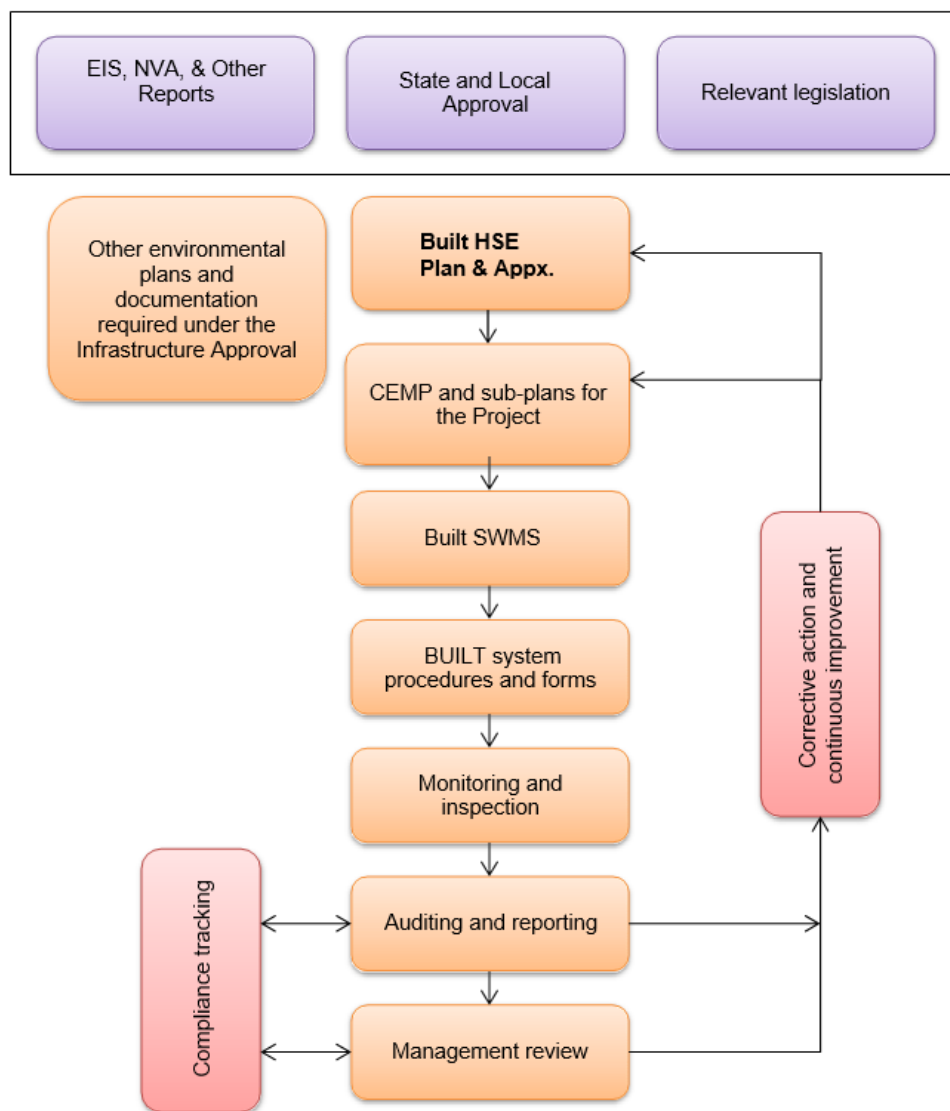 EIS, NVA, & Other
Reports
State and Local
Approval
Relevant legislation
Other environmental
plans and
documentation
required under the
Infrastructure Approval
Built HSE
Plan & Appx.
CEMP and sub-plans for
the Project
Built SWMS
BUILT system
procedures and forms
Monitoring and
inspection
Auditing and reporting
Management review
Compliance tracking
Corrective action and
continuous improvement